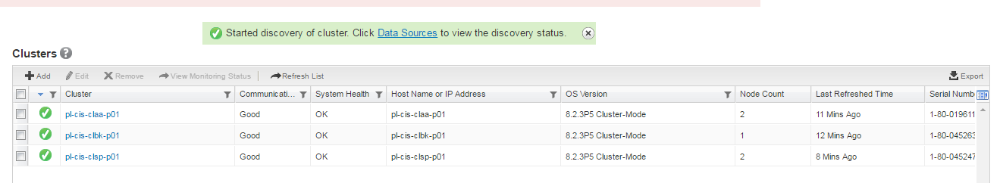 Started discovery of cluster. Click Data Sources to view the discovery status.
Clusters
Add Edit Remove View Monitoring Status Refresh List Export
Cluster Communicati... System Health Host Name or IP Address OS Version Node Count Last Refreshed Time Serial Numb
pl-cis-claa-p01 Good OK pl-cis-claa-p01 8.2.3P5 Cluster-Mode 2 11 Mins Ago 1-80-019611
pl-cis-clbk-p01 Good OK pl-cis-clbk-p01 8.2.3P5 Cluster-Mode 1 12 Mins Ago 1-80-045263
pl-cis-clsp-p01 Good OK pl-cis-clsp-p01 8.2.3P5 Cluster-Mode 2 8 Mins Ago 1-80-045247